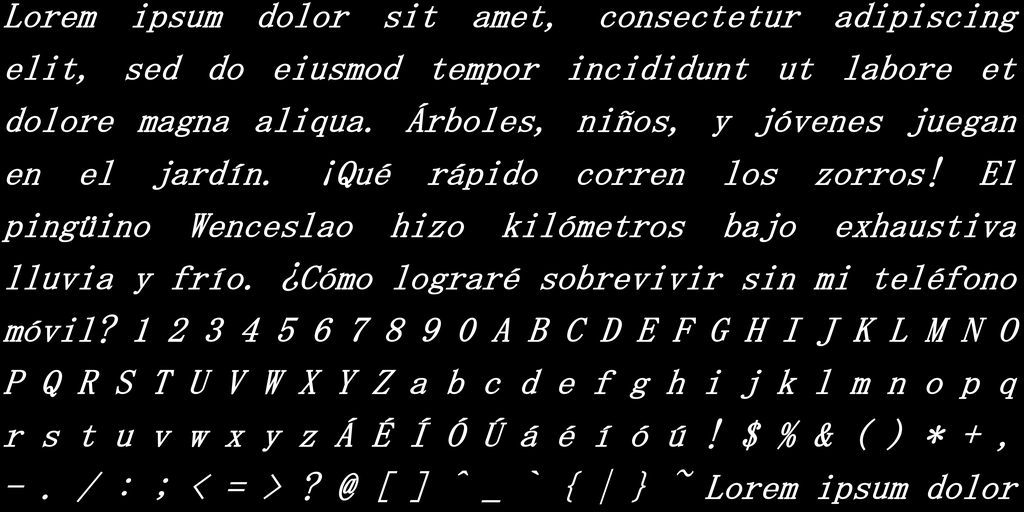 Lorem ipsum dolor sit amet, consectetur adipiscing
elit, sed do eiusmod tempor incididunt ut labore et
dolore magna aliqua. Árboles, niños, y jóvenes juegan
en el jardín. ¡Qué rápido corren los zorros! El
pingüino Wenceslao hizo kilómetros bajo exhaustiva
lluvia y frío. ¿Cómo lograré sobrevivir sin mi teléfono
móvil? 1 2 3 4 5 6 7 8 9 0 A B C D E F G H I J K L M N O
P Q R S T U V W X Y Z a b c d e f g h i j k l m n o p q
r s t u v w x y z Á É Í Ó Ú á é í ó ú ! $ % & ( ) * + ,
- . / : ; < = > ? @ [ ] ^ _ ` { | } ~ Lorem ipsum dolor